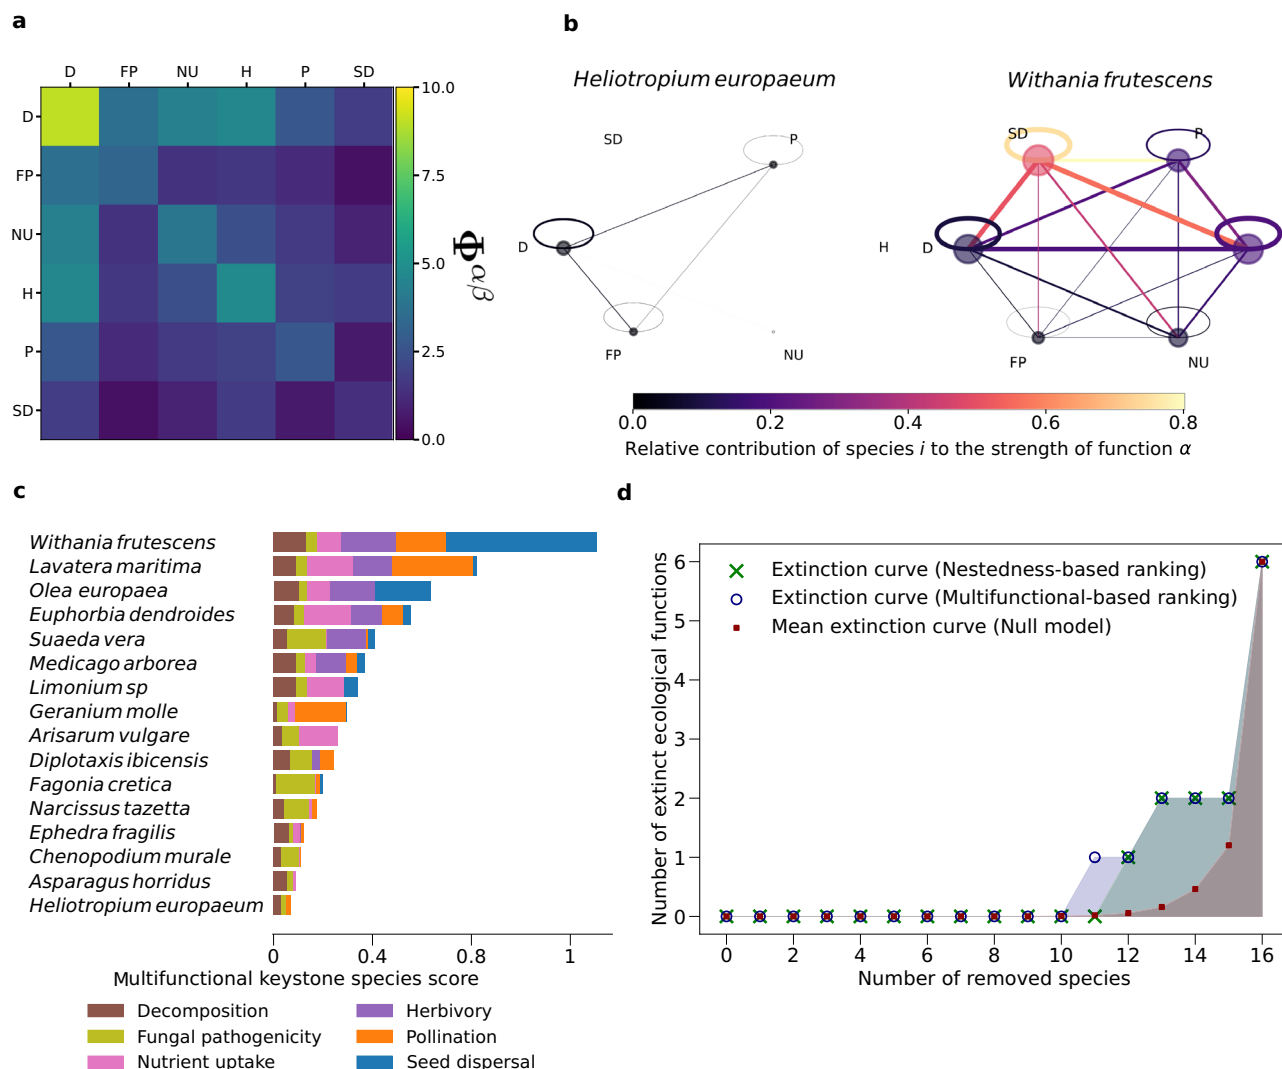 a
D FP NU H P SD
D
FP
NU
H
P
SD
10.0
7.5
5.0
2.5
0.0
Φαβ
b
Heliotropium europaeum
SD
P
D
H
FP
NU
Withania frutescens
SD
P
D
FP
NU
0.0 0.2 0.4 0.6 0.8
Relative contribution of species i to the strength of function α
c
Withania frutescens
Lavatera maritima
Olea europaea
Euphorbia dendroides
Suaeda vera
Medicago arborea
Limonium sp
Geranium molle
Arisarum vulgare
Diplotaxis ibicensis
Fagonia cretica
Narcissus tazetta
Ephedra fragilis
Chenopodium murale
Asparagus horridus
Heliotropium europaeum
0 0.4 0.8 1
Multifunctional keystone species score
Decomposition
Fungal pathogenicity
Nutrient uptake
Herbivory
Pollination
Seed dispersal
d
Number of extinct ecological functions
6
5
4
3
2
1
0
Extinction curve (Nestedness-based ranking)
Extinction curve (Multifunctional-based ranking)
Mean extinction curve (Null model)
0 2 4 6 8 10 12 14 16
Number of removed species